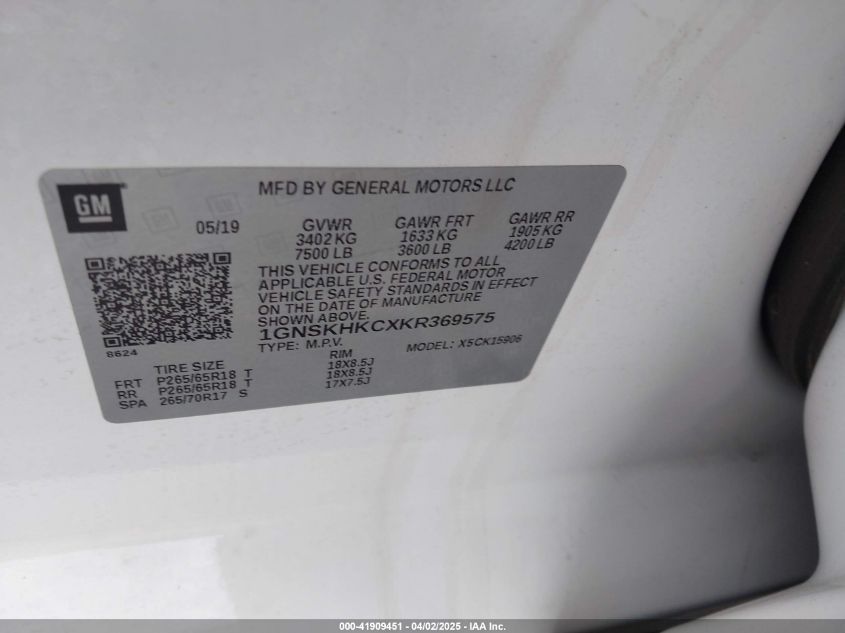 GM
MFD BY GENERAL MOTORS LLC
05/19
GVWR GAWR FRT GAWR RR
3402 KG 1633 KG 1905 KG
7500 LB 3600 LB 4200 LB
THIS VEHICLE CONFORMS TO ALL
APPLICABLE U.S. FEDERAL MOTOR
VEHICLE SAFETY STANDARDS IN EFFECT
ON THE DATE OF MANUFACTURE
SHOWN ABOVE.
1GNSKHKCXKR369575
TYPE: M.P.V. MODEL: X5CK15906
8624
TIRE SIZE RIM
FRT P265/65R18 T 18X8.5J
RR P265/65R18 T 18X8.5J
SPA 265/70R17 S 17X7.5J
000-41909451 - 04/02/2025 - IAA Inc.